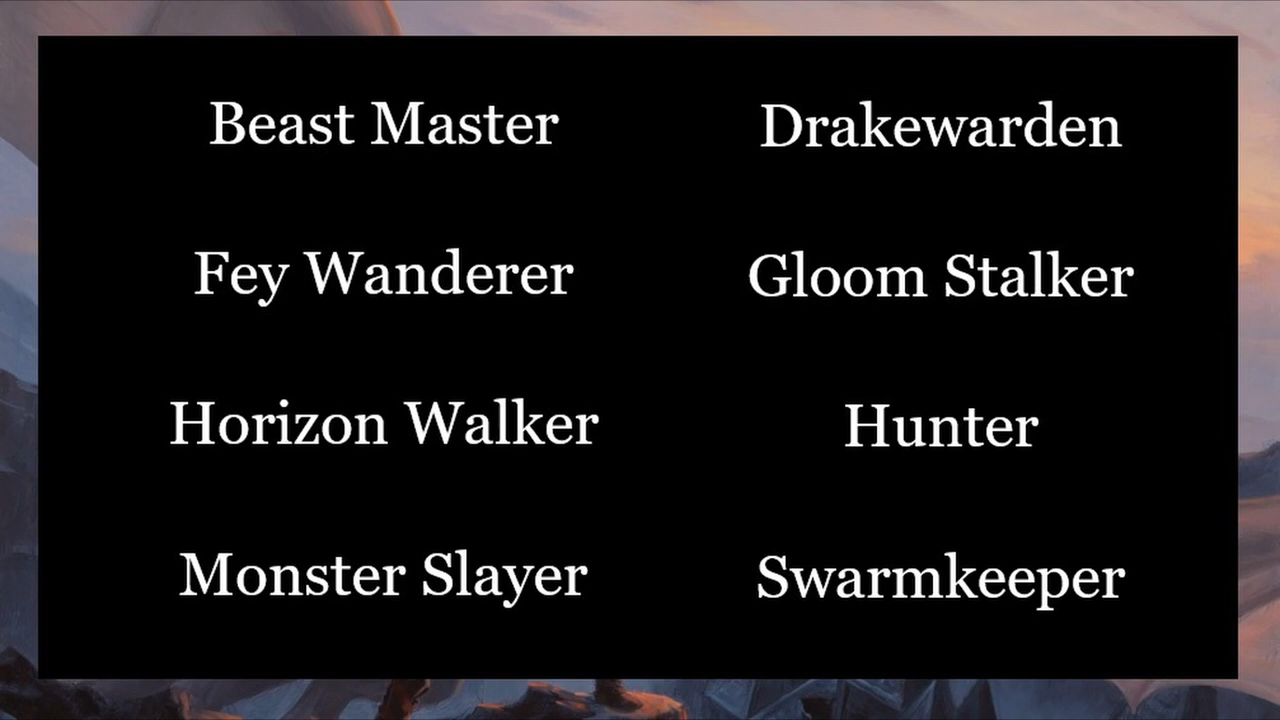 Beast Master
Drakewarden
Fey Wanderer
Gloom Stalker
Horizon Walker
Hunter
Monster Slayer
Swarmkeeper